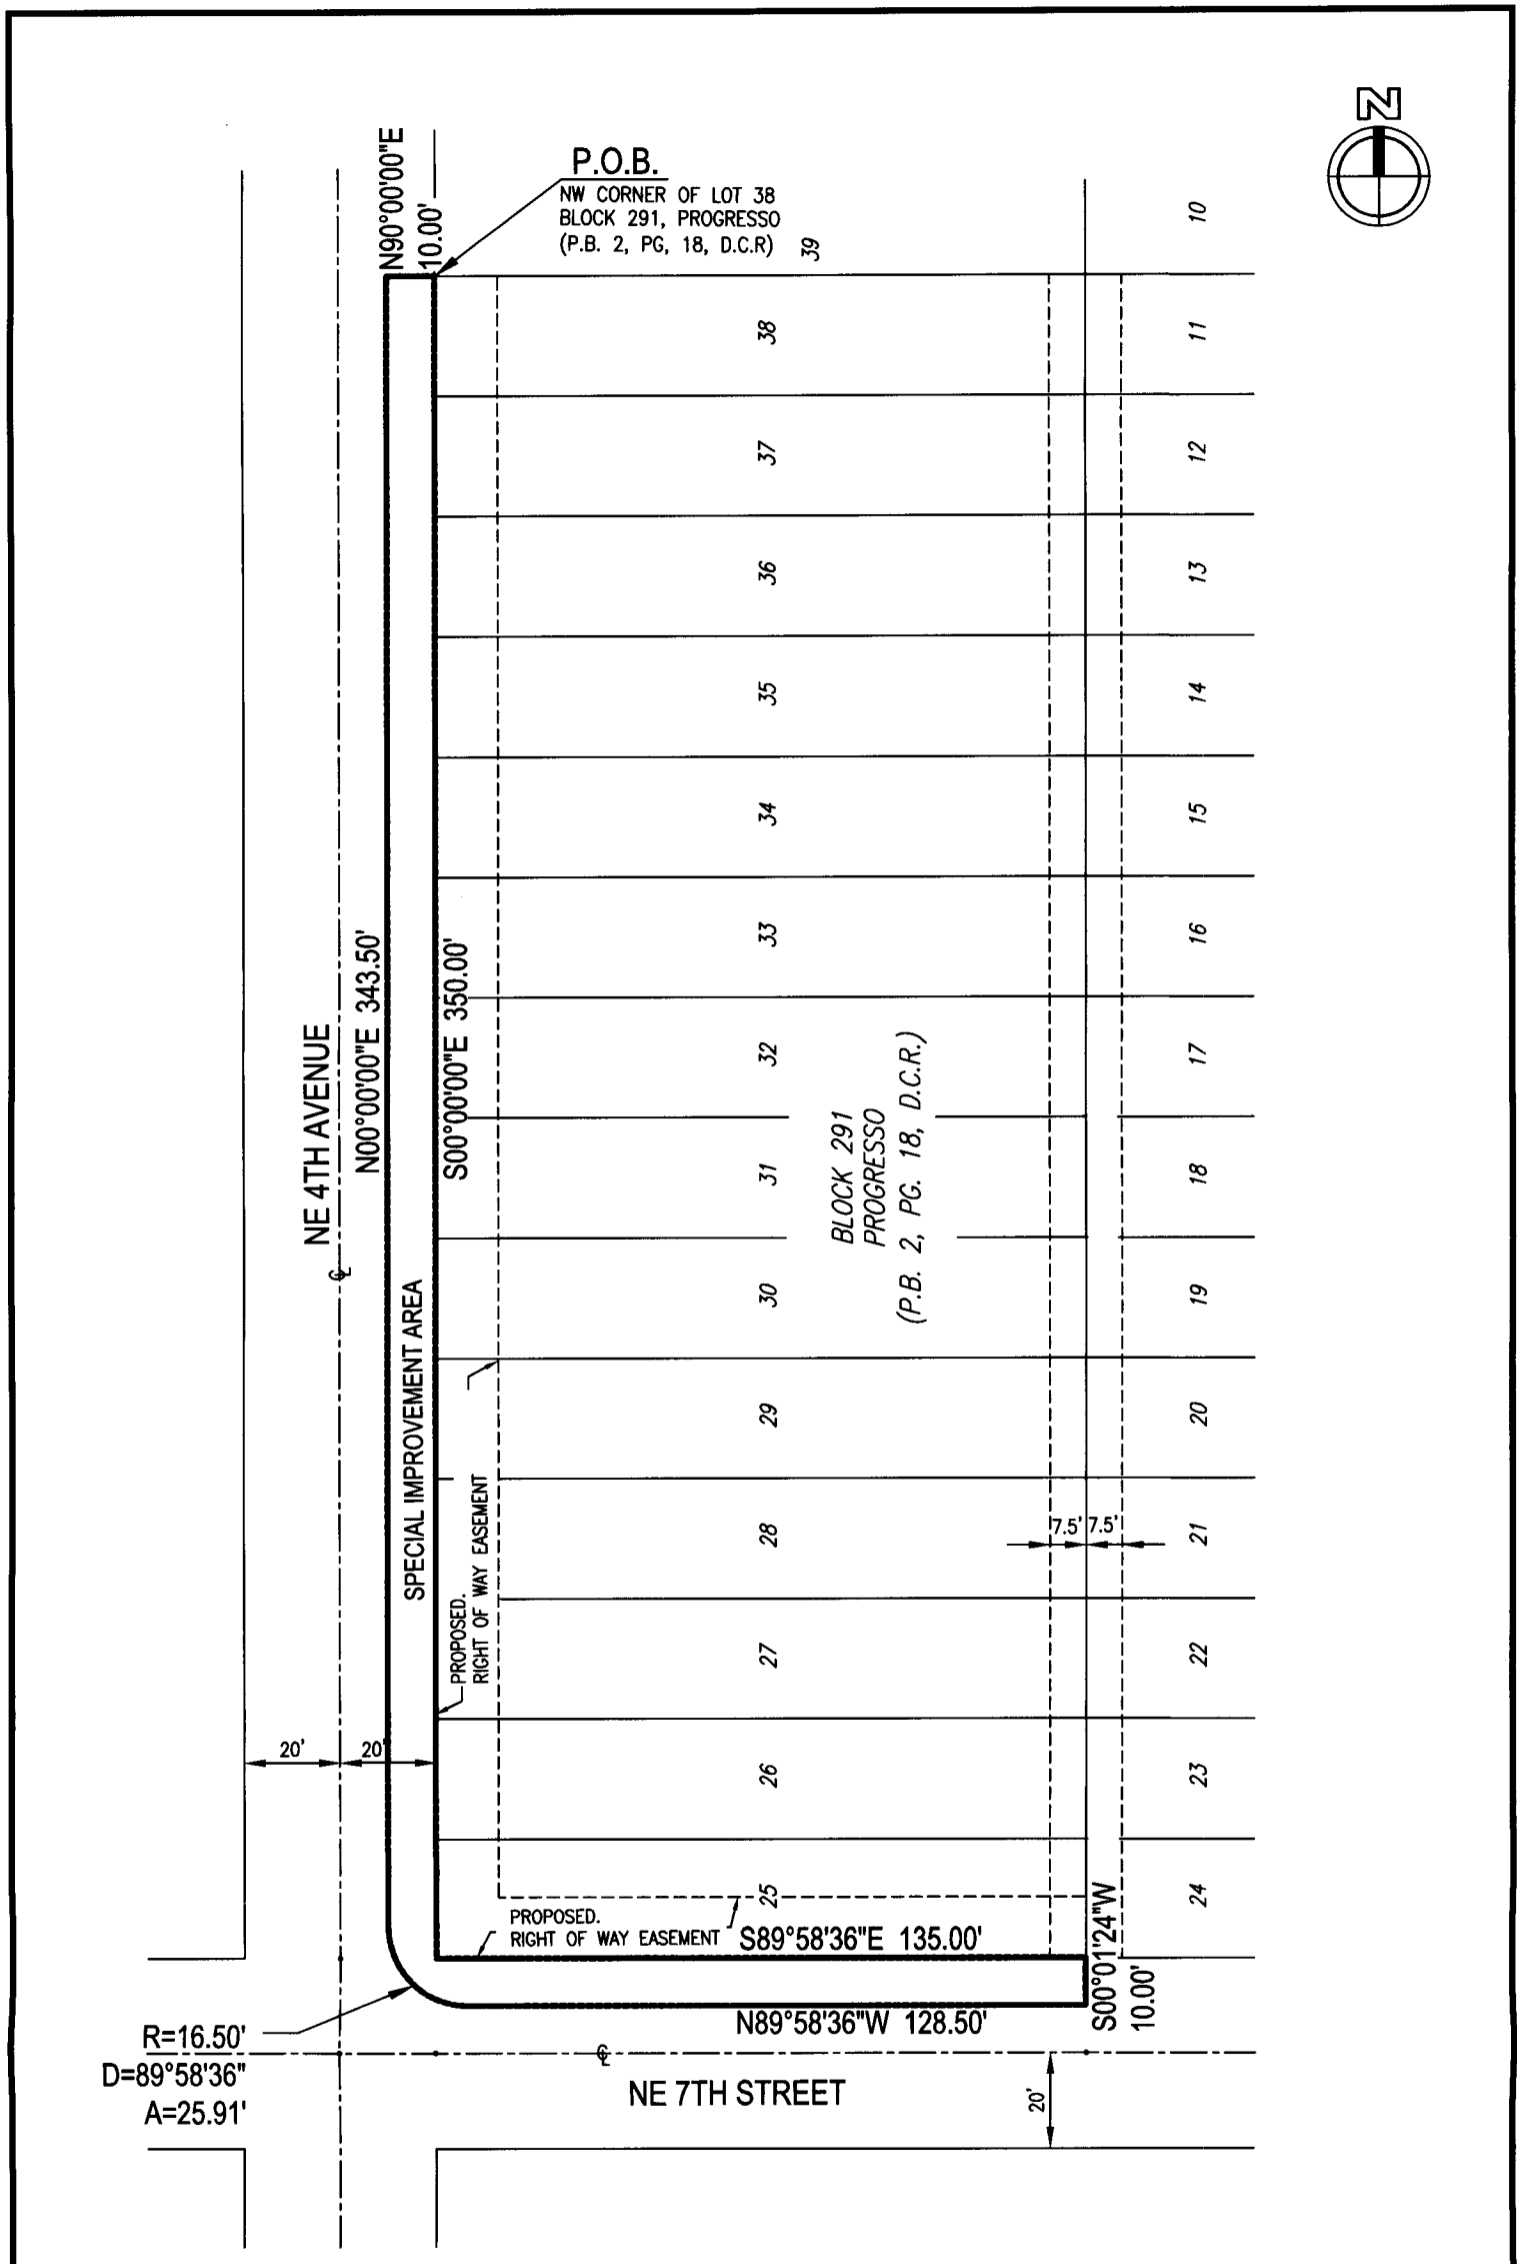 N
N90°00'00"E
10.00'
P.O.B.
NW CORNER OF LOT 38
BLOCK 291, PROGRESSO
(P.B. 2, PG, 18, D.C.R)
39
10
38
11
37
12
36
13
35
14
34
15
33
16
32
17
31
18
30
19
29
20
28
21
27
22
26
23
25
24
NE 4TH AVENUE
N00°00'00"E 343.50'
S00°00'00"E 350.00'
BLOCK 291
PROGRESSO
(P.B. 2, PG. 18, D.C.R.)
℄
SPECIAL IMPROVEMENT AREA
PROPOSED.
RIGHT OF WAY EASEMENT
7.5' 7.5'
20' 20'
PROPOSED.
RIGHT OF WAY EASEMENT
S89°58'36"E 135.00'
S00°01'24"W
10.00'
N89°58'36"W 128.50'
R=16.50'
D=89°58'36"
A=25.91'
℄
NE 7TH STREET
20'